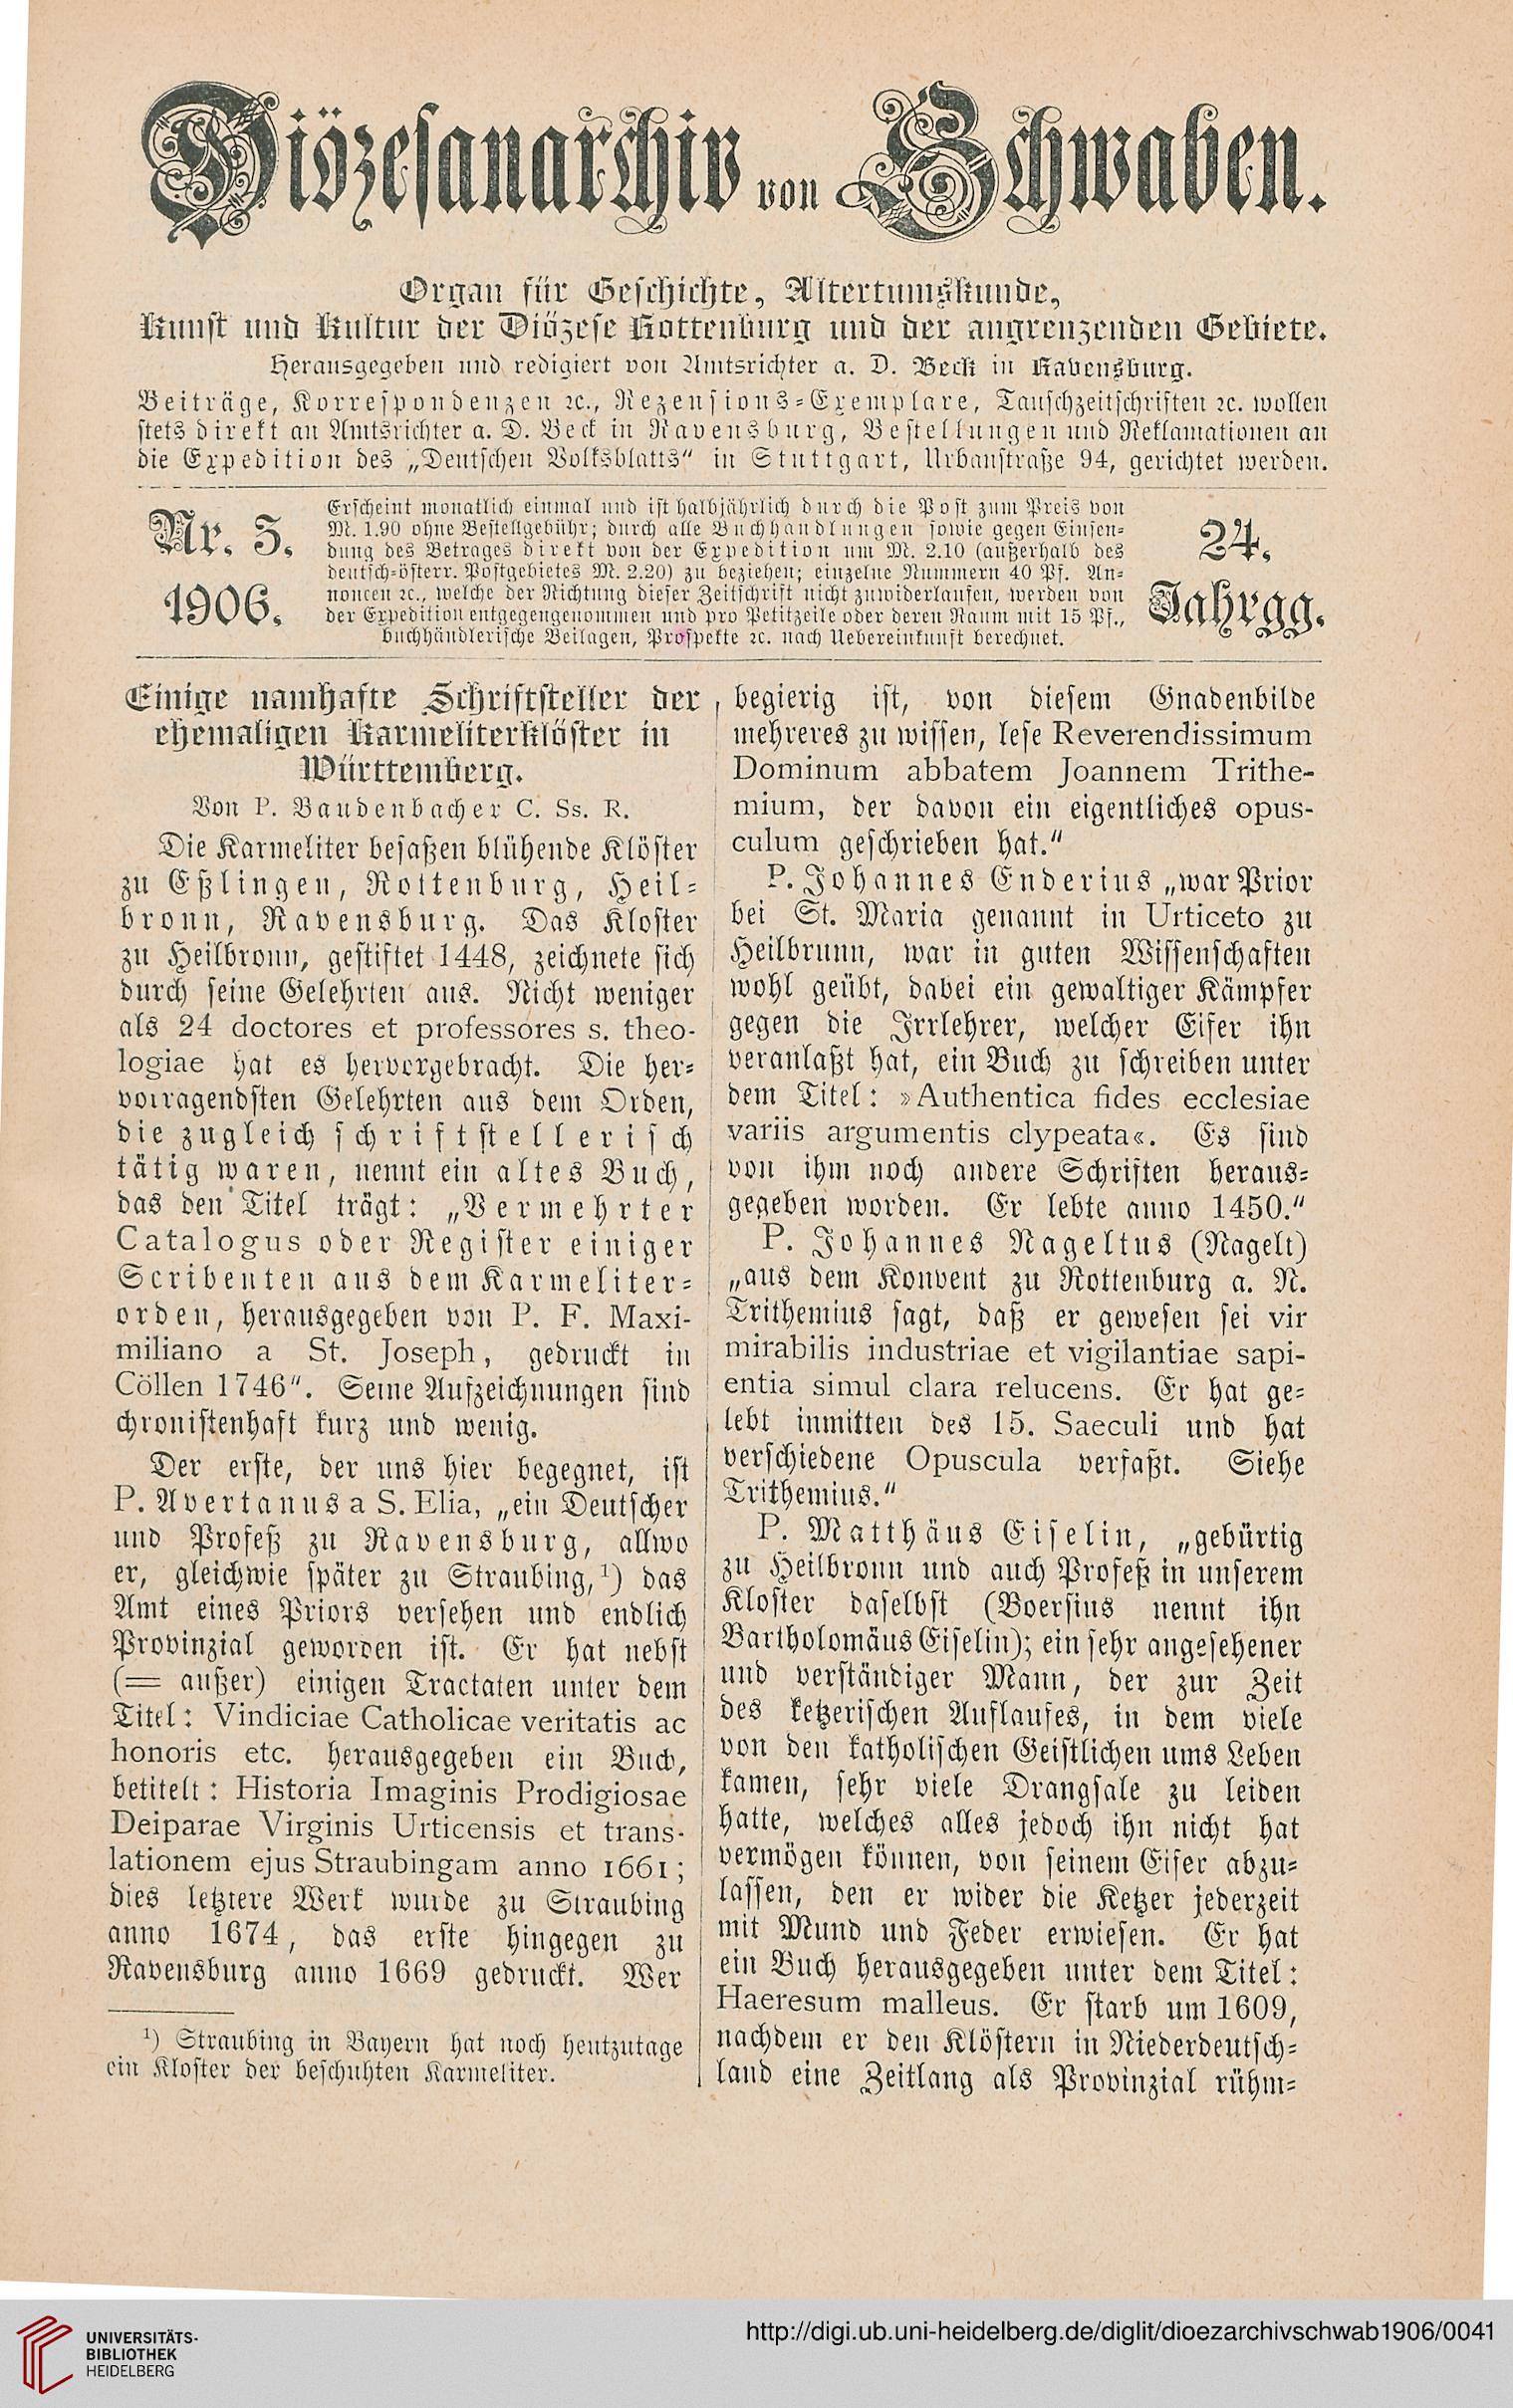 Diözesanarchiv von Schwaben.
Organ für Geschichte, Altertumskunde,
Kunst und Kultur der Diözese Rottenburg und der angrenzenden Gebiete.
Herausgegeben und redigiert von Amtsrichter a. D. Beck in Ravensburg.
Beiträge, Korrespondenzen ꝛc., Rezensions-Exemplare, Tauschzeitschriften ꝛc. wollen
stets direkt an Amtsrichter a. D. Beck in Ravensburg, Bestellungen und Reklamationen an
die Expedition des „Deutschen Volksblatts“ in Stuttgart, Urbanstraße 94, gerichtet werden.
Nr. 3.
1906.
Erscheint monatlich einmal und ist halbjährlich durch die Post zum Preis von
M. 1.90 ohne Bestellgebühr; durch alle Buchhandlungen sowie gegen Einsen-
dung des Betrages direkt von der Expedition um M. 2.10 (außerhalb des
deutsch-österr. Postgebietes M. 2.20) zu beziehen; einzelne Nummern 40 Pf. An-
noncen ꝛc., welche der Richtung dieser Zeitschrift nicht zuwiderlaufen, werden von
der Expedition entgegengenommen und pro Petitzeile oder deren Raum mit 15 Pf.,
buchhändlerische Beilagen, Prospekte ꝛc. nach Uebereinkunft berechnet.
24.
Jahrgg.
Einige namhafte Schriftsteller der
ehemaligen Karmeliterklöster in
Württemberg.
Von P. Baudenbacher C. Ss. R.
Die Karmeliter besaßen blühende Klöster
zu Eßlingen, Rottenburg, Heil-
bronn, Ravensburg. Das Kloster
zu Heilbronn, gestiftet 1448, zeichnete sich
durch seine Gelehrten aus. Nicht weniger
als 24 doctores et professores s. theo-
logiae hat es hervorgebracht. Die her-
vorragendsten Gelehrten aus dem Orden,
die zugleich schriftstellerisch
tätig waren, nennt ein altes Buch,
das den Titel trägt: „Vermehrter
Catalogus oder Register einiger
Scribenten aus dem Karmeliter-
orden, herausgegeben von P. F. Maxi-
miliano a St. Joseph, gedruckt in
Cöllen 1746“. Seine Aufzeichnungen sind
chronistenhaft kurz und wenig.
Der erste, der uns hier begegnet, ist
P. Avertanus a S. Elia, „ein Deutscher
und Profeß zu Ravensburg, allwo
er, gleichwie später zu Straubing,¹) das
Amt eines Priors versehen und endlich
Provinzial geworden ist. Er hat nebst
(= außer) einigen Tractaten unter dem
Titel: Vindiciae Catholicae veritatis ac
honoris etc. herausgegeben ein Buch,
betitelt: Historia Imaginis Prodigiosae
Deiparae Virginis Urticensis et trans-
lationem ejus Straubingam anno 1661;
dies letztere Werk wurde zu Straubing
anno 1674, das erste hingegen zu
Ravensburg anno 1669 gedruckt. Wer
¹) Straubing in Bayern hat noch heutzutage
ein Kloster der beschuhten Karmeliter.
begierig ist, von diesem Gnadenbilde
mehreres zu wissen, lese Reverendissimum
Dominum abbatem Joannem Trithe-
mium, der davon ein eigentliches opus-
culum geschrieben hat.“
P. Johannes Enderius „war Prior
bei St. Maria genannt in Urticeto zu
Heilbrunn, war in guten Wissenschaften
wohl geübt, dabei ein gewaltiger Kämpfer
gegen die Irrlehrer, welcher Eifer ihn
veranlaßt hat, ein Buch zu schreiben unter
dem Titel: »Authentica fides ecclesiae
variis argumentis clypeata«. Es sind
von ihm noch andere Schriften heraus-
gegeben worden. Er lebte anno 1450.“
P. Johannes Nageltus (Nagelt)
„aus dem Konvent zu Rottenburg a. N.
Trithemius sagt, daß er gewesen sei vir
mirabilis industriae et vigilantiae sapi-
entia simul clara relucens. Er hat ge-
lebt inmitten des 15. Saeculi und hat
verschiedene Opuscula verfaßt. Siehe
Trithemius.“
P. Matthäus Eiselin, „gebürtig
zu Heilbronn und auch Profeß in unserem
Kloster daselbst (Boersius nennt ihn
Bartholomäus Eiselin); ein sehr angesehener
und verständiger Mann, der zur Zeit
des ketzerischen Auflaufes, in dem viele
von den katholischen Geistlichen ums Leben
kamen, sehr viele Drangsale zu leiden
hatte, welches alles jedoch ihn nicht hat
vermögen können, von seinem Eifer abzu-
lassen, den er wider die Ketzer jederzeit
mit Mund und Feder erwiesen. Er hat
ein Buch herausgegeben unter dem Titel:
Haeresum malleus. Er starb um 1609,
nachdem er den Klöstern in Niederdeutsch-
land eine Zeitlang als Provinzial rühm-
UNIVERSITÄTS-
BIBLIOTHEK
HEIDELBERG
http://digi.ub.uni-heidelberg.de/diglit/dioezarchivschwab1906/0041